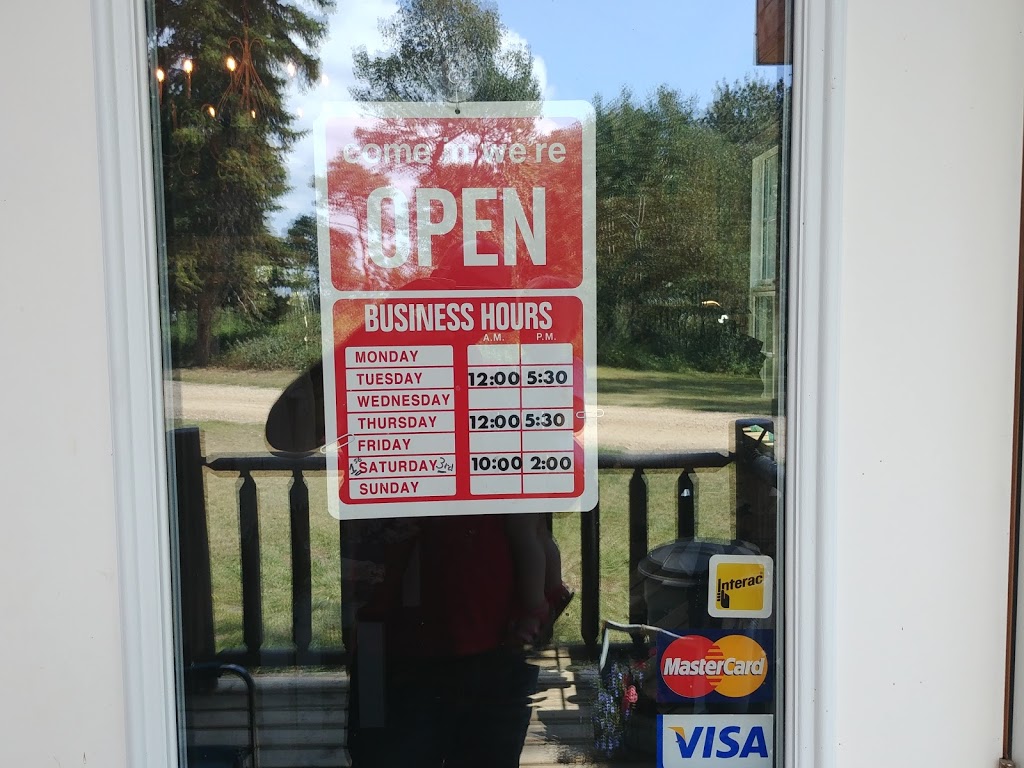 come in we're
OPEN
BUSINESS HOURS
A.M. P.M.
MONDAY
TUESDAY 12:00 5:30
WEDNESDAY
THURSDAY 12:00 5:30
FRIDAY
1st SATURDAY 3rd 10:00 2:00
SUNDAY
Interac
MasterCard
VISA